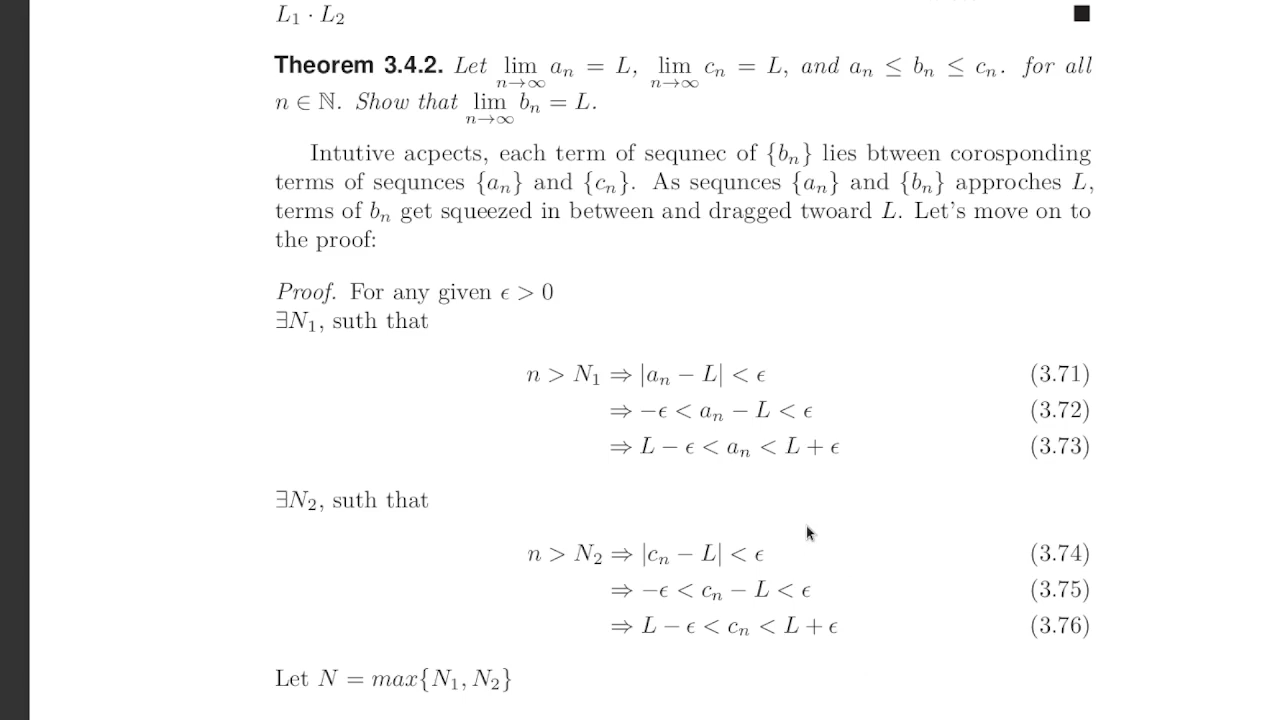 L₁ · L₂ ■
Theorem 3.4.2. Let lim aₙ = L, lim cₙ = L, and aₙ ≤ bₙ ≤ cₙ. for all
n→∞ n→∞
n ∈ ℕ. Show that lim bₙ = L.
n→∞
Intutive acpects, each term of sequnec of {bₙ} lies btween corosponding
terms of sequnces {aₙ} and {cₙ}. As sequnces {aₙ} and {bₙ} approches L,
terms of bₙ get squeezed in between and dragged twoard L. Let's move on to
the proof:
Proof. For any given ϵ > 0
∃N₁, suth that
n > N₁ ⇒ |aₙ − L| < ϵ (3.71)
⇒ −ϵ < aₙ − L < ϵ (3.72)
⇒ L − ϵ < aₙ < L + ϵ (3.73)
∃N₂, suth that
n > N₂ ⇒ |cₙ − L| < ϵ (3.74)
⇒ −ϵ < cₙ − L < ϵ (3.75)
⇒ L − ϵ < cₙ < L + ϵ (3.76)
Let N = max{N₁, N₂}